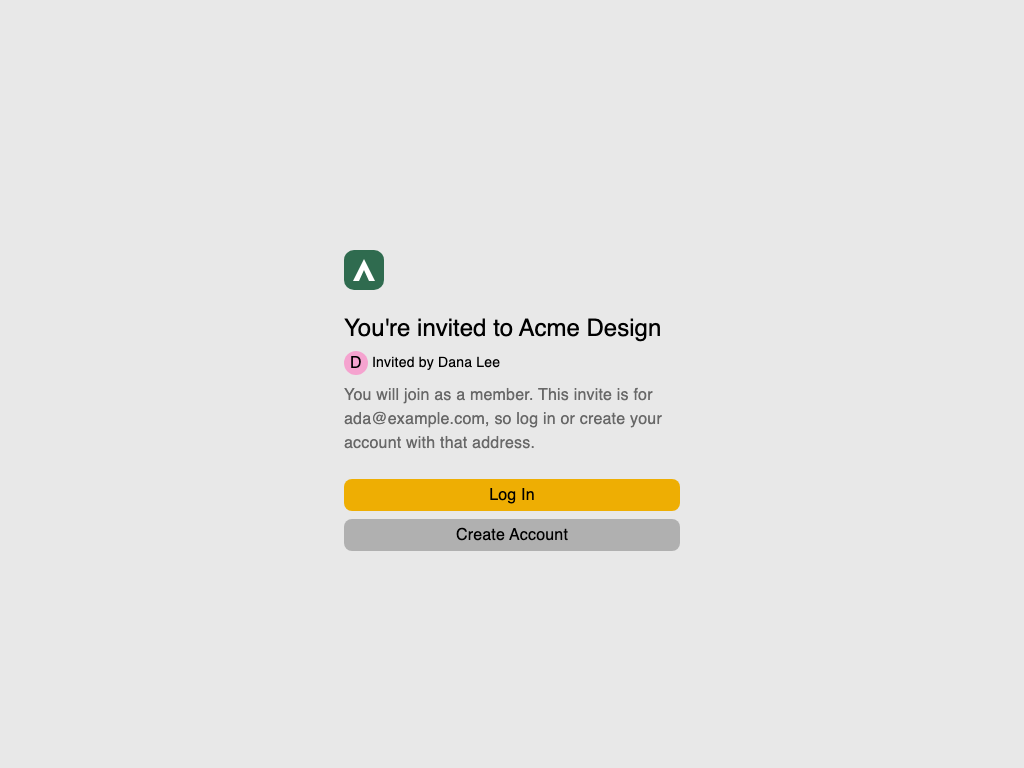 You're invited to Acme Design
D Invited by Dana Lee
You will join as a member. This invite is for
ada@example.com, so log in or create your
account with that address.
Log In
Create Account